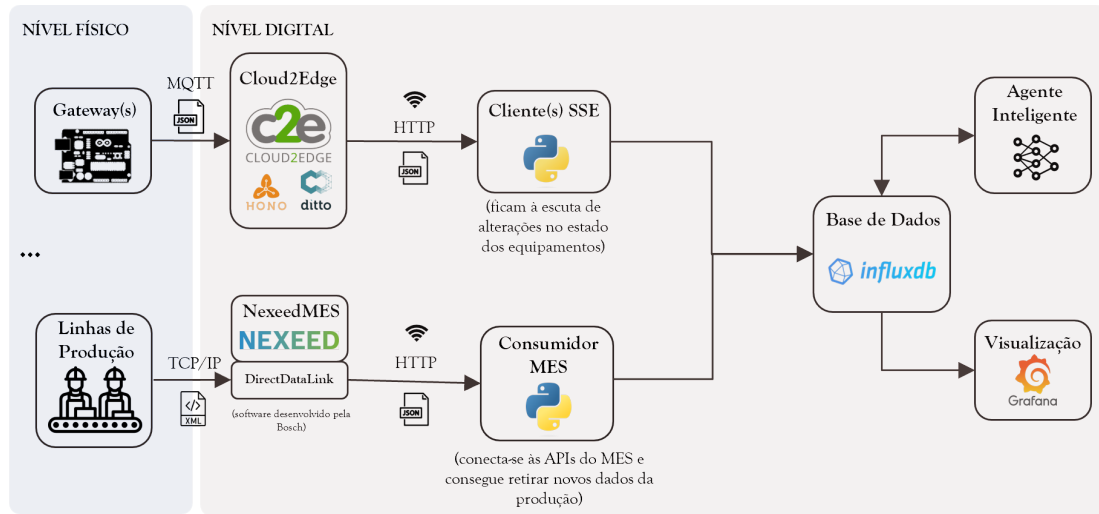 NÍVEL FÍSICO
NÍVEL DIGITAL
Gateway(s)
MQTT
JSON
Cloud2Edge
c2e
CLOUD2EDGE
HONO
ditto
HTTP
JSON
Cliente(s) SSE
(ficam à escuta de
alterações no estado
dos equipamentos)
...
Linhas de
Produção
TCP/IP
</>
XML
NexeedMES
NEXEED
DirectDataLink
(software desenvolvido pela
Bosch)
HTTP
JSON
Consumidor
MES
(conecta-se às APIs do MES e
consegue retirar novos dados da
produção)
Base de Dados
influxdb
Agente
Inteligente
Visualização
Grafana